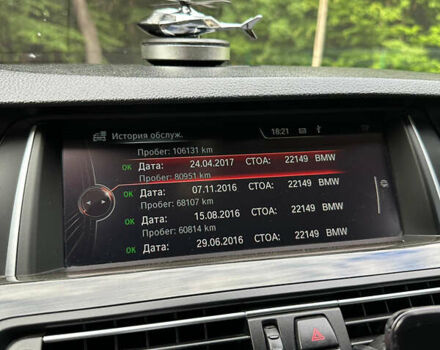 История обслуж.
18:21
Пробег: 106131 km
OK Дата: 24.04.2017 СТОА: 22149 BMW
Пробег: 80951 km
OK Дата: 07.11.2016 СТОА: 22149 BMW
Пробег: 68107 km
OK Дата: 15.08.2016 СТОА: 22149 BMW
Пробег: 60814 km
OK Дата: 29.06.2016 СТОА: 22149 BMW